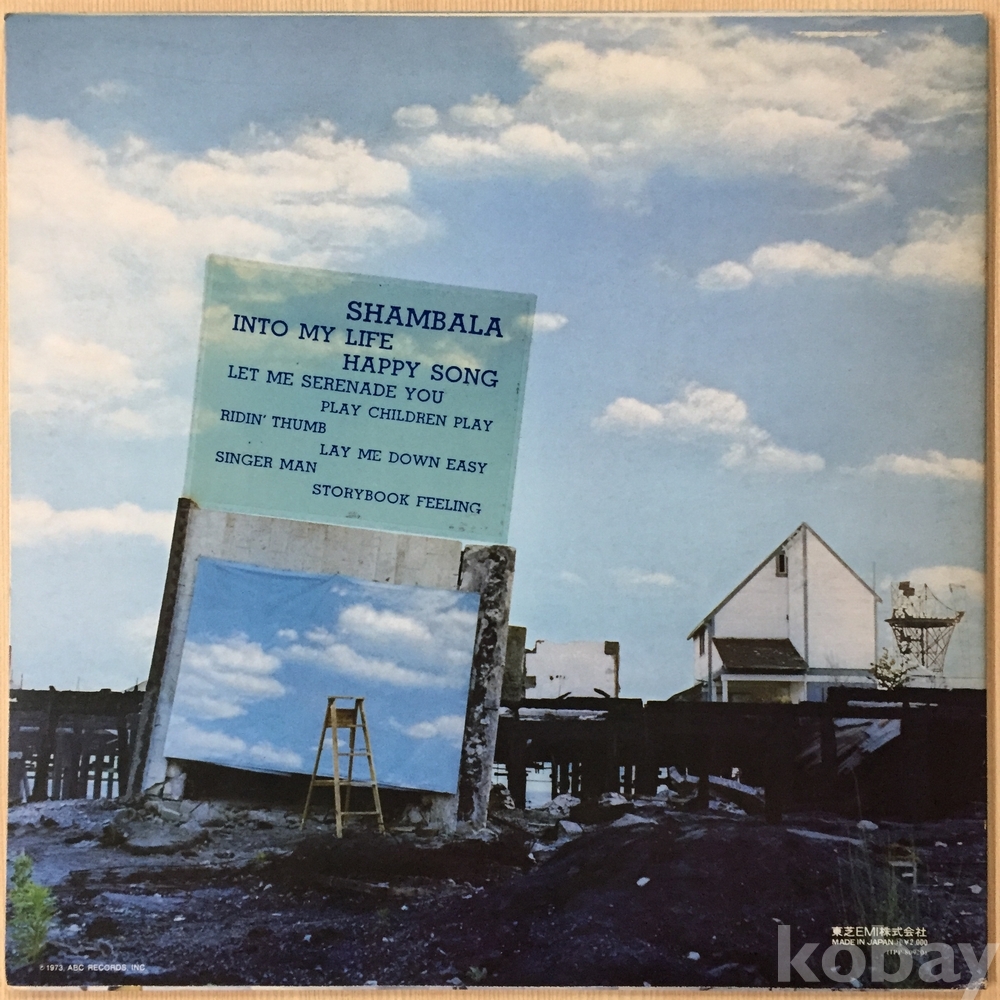 SHAMBALA
INTO MY LIFE
HAPPY SONG
LET ME SERENADE YOU
PLAY CHILDREN PLAY
RIDIN' THUMB
LAY ME DOWN EASY
SINGER MAN
STORYBOOK FEELING
東芝EMI株式会社
MADE IN JAPAN ¥2,000
kobay
℗1973, ABC RECORDS, INC